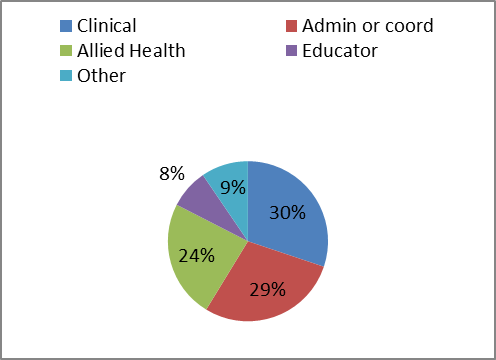 Clinical Admin or coord
Allied Health Educator
Other
8%
9%
30%
24%
29%